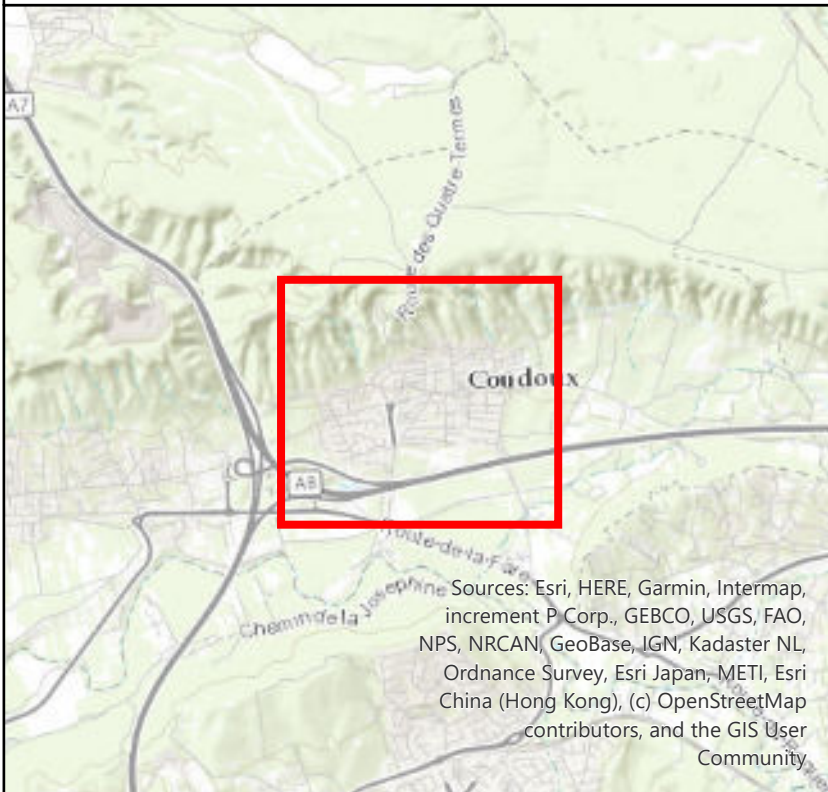 A7
Route des Quatre Termes
Coudoux
A8
Route-de-la-Fare
Chemin de la Josephine
Sources: Esri, HERE, Garmin, Intermap,
increment P Corp., GEBCO, USGS, FAO,
NPS, NRCAN, GeoBase, IGN, Kadaster NL,
Ordnance Survey, Esri Japan, METI, Esri
China (Hong Kong), (c) OpenStreetMap
contributors, and the GIS User
Community